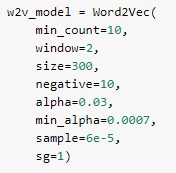 w2v_model = Word2Vec(
    min_count=10,
    window=2,
    size=300,
    negative=10,
    alpha=0.03,
    min_alpha=0.0007,
    sample=6e-5,
    sg=1)